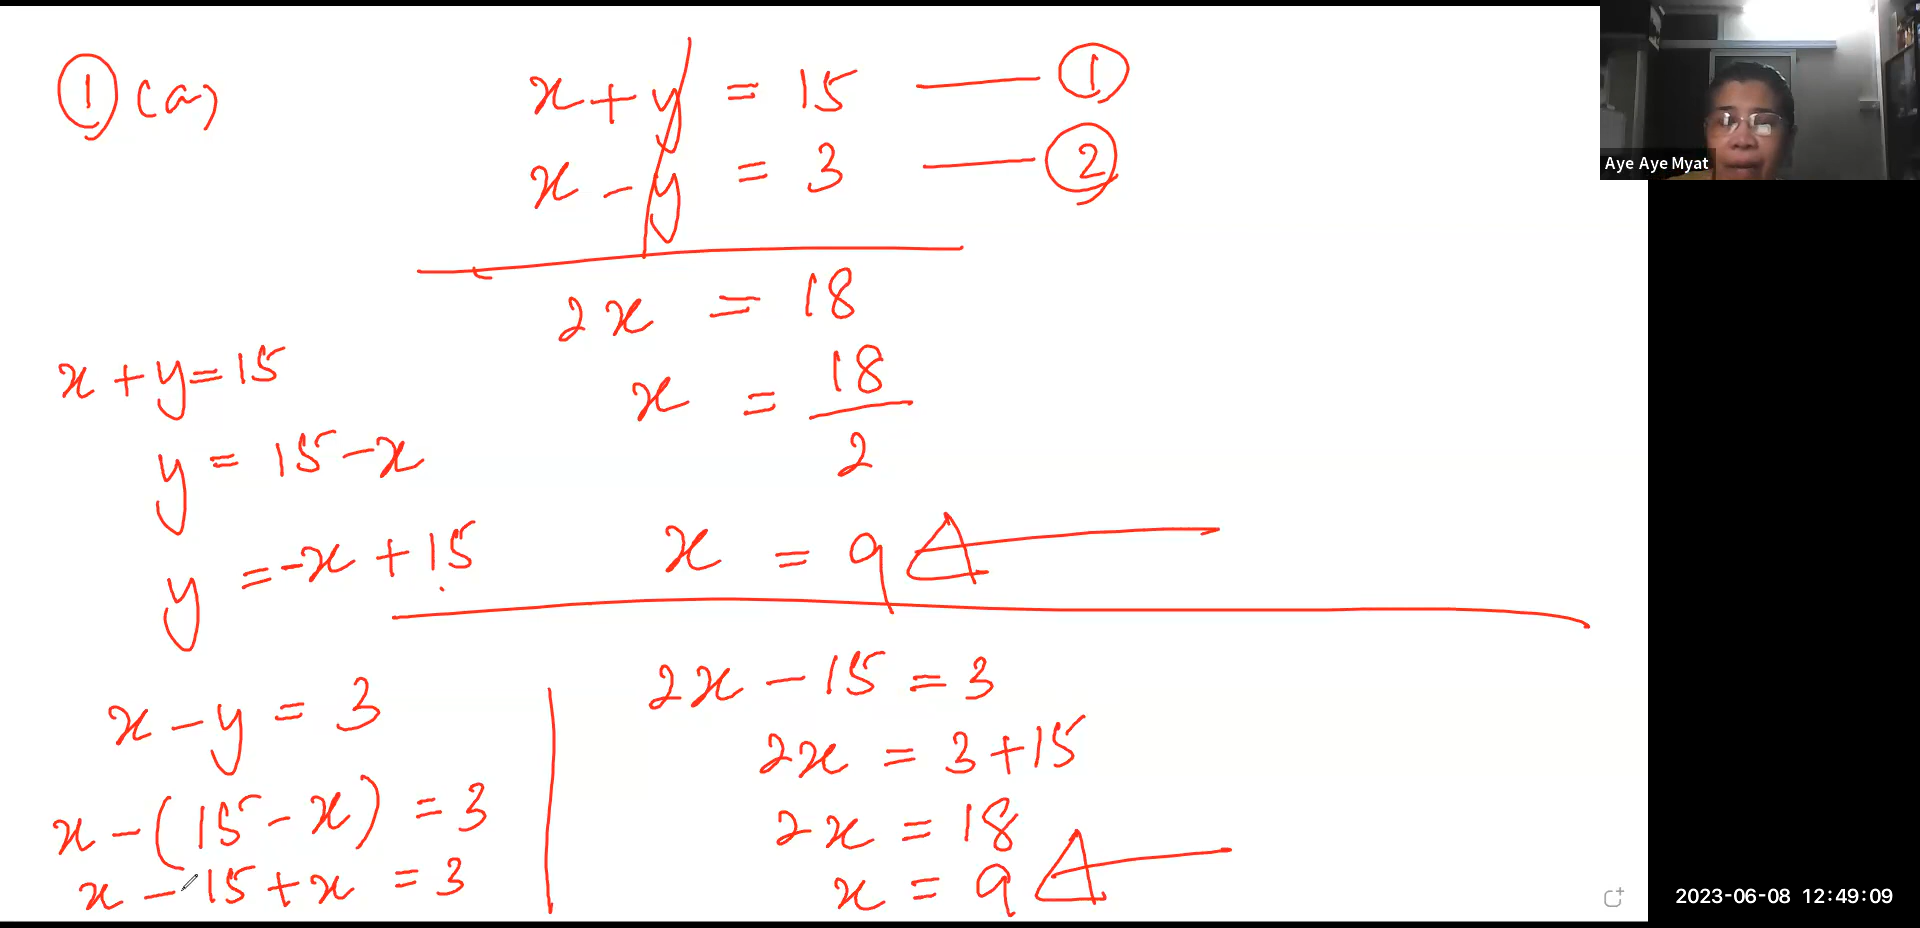 ① (a)
x + y = 15 — ①
x - y = 3 — ②
2x = 18
x = 18/2
x = 9 A
x + y = 15
y = 15 - x
y = -x + 15
x - y = 3
x - (15 - x) = 3
x - 15 + x = 3
2x - 15 = 3
2x = 3 + 15
2x = 18
x = 9 A
Aye Aye Myat
2023-06-08 12:49:09